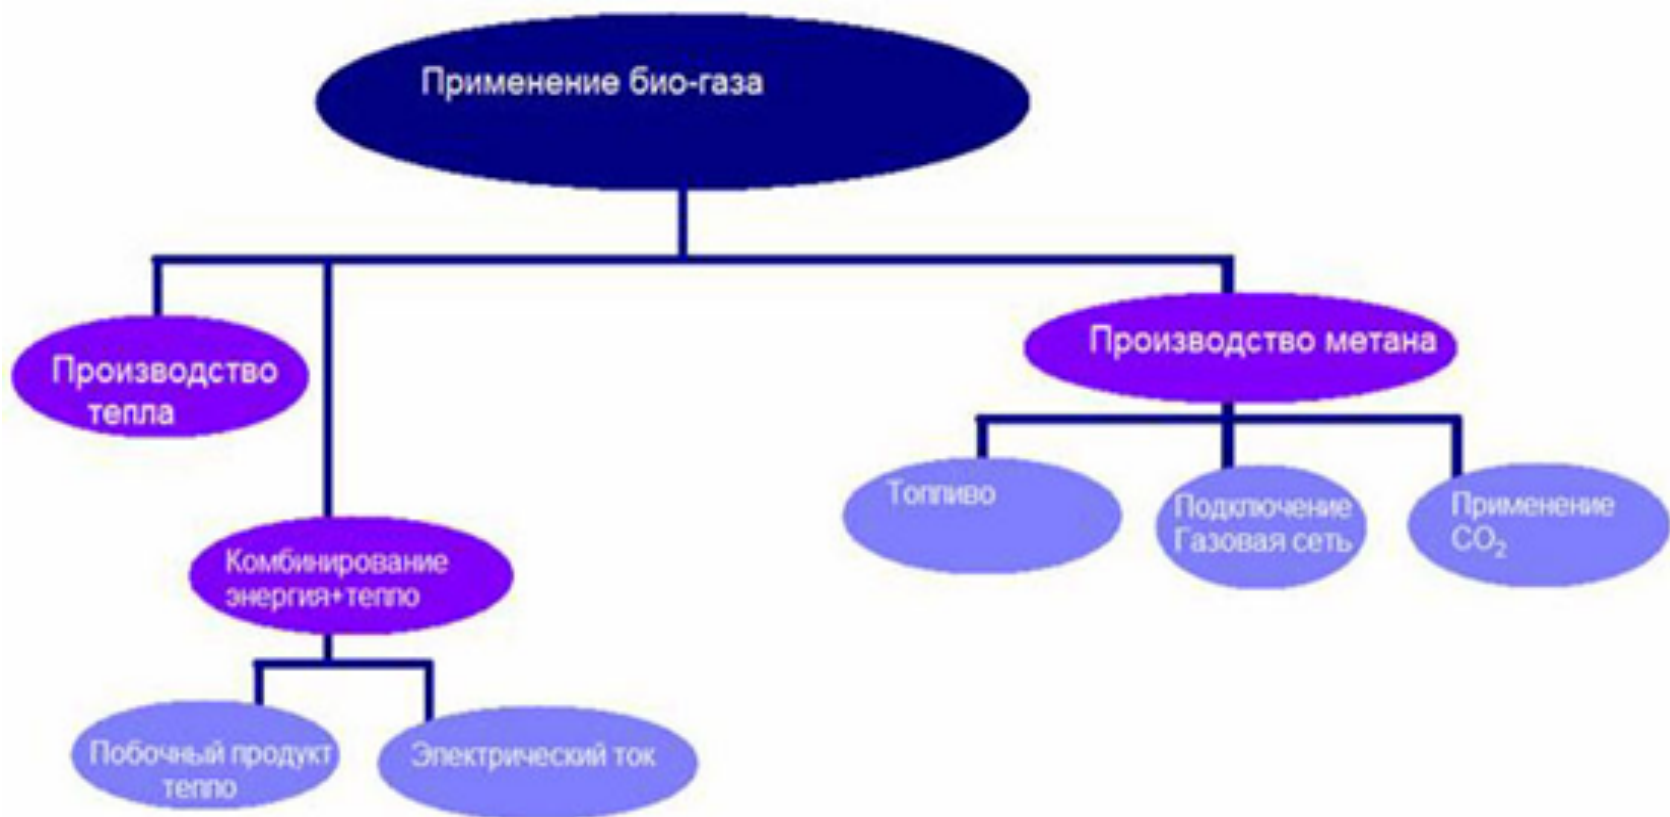 Применение био-газа
Производство
тепла
Производство метана
Топливо
Подключение
Газовая сеть
Применение
CO₂
Комбинирование
энергия+тепло
Побочный продукт
тепло
Электрический ток